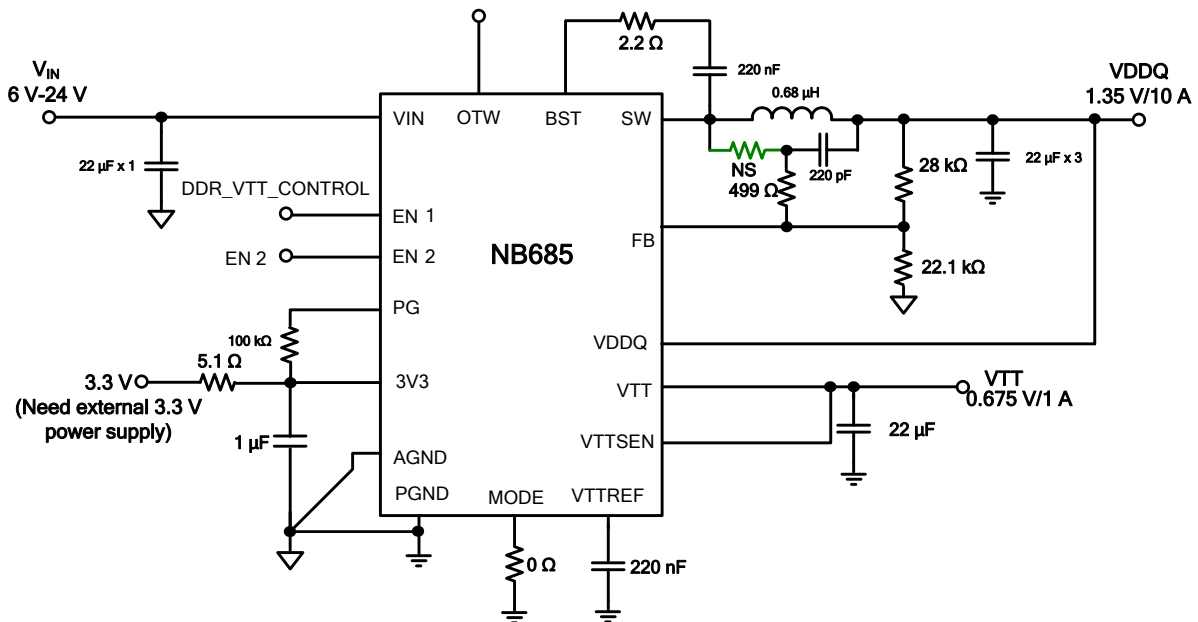 2.2 Ω
V_IN
6 V-24 V
220 nF
VDDQ
1.35 V/10 A
0.68 µH
VIN
OTW
BST
SW
22 µF x 1
NS
499 Ω
220 pF
28 kΩ
22 µF x 3
DDR_VTT_CONTROL
EN 1
FB
EN 2
EN 2
NB685
22.1 kΩ
PG
100 kΩ
VDDQ
5.1 Ω
3.3 V
(Need external 3.3 V
power supply)
3V3
VTT
VTT
0.675 V/1 A
1 µF
VTTSEN
22 µF
AGND
PGND
MODE
VTTREF
0 Ω
220 nF